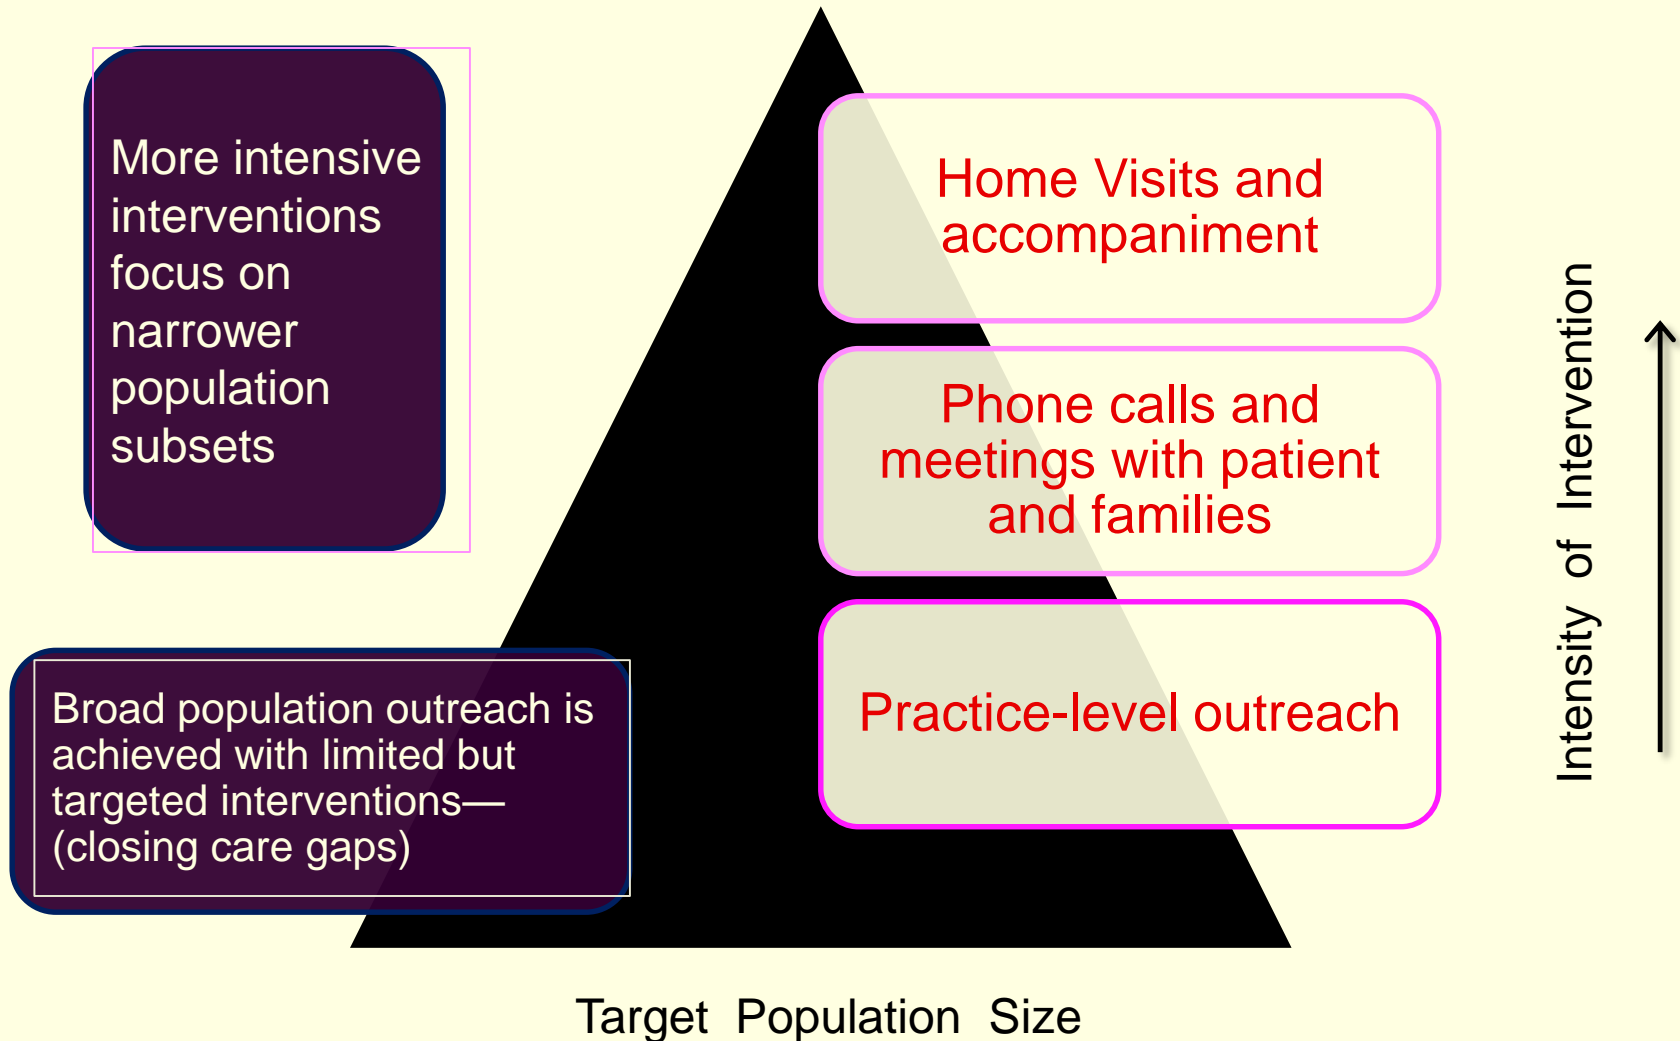 More intensive
interventions
focus on
narrower
population
subsets
Home Visits and
accompaniment
Phone calls and
meetings with patient
and families
Practice-level outreach
Broad population outreach is
achieved with limited but
targeted interventions—
(closing care gaps)
Intensity of Intervention
Target Population Size